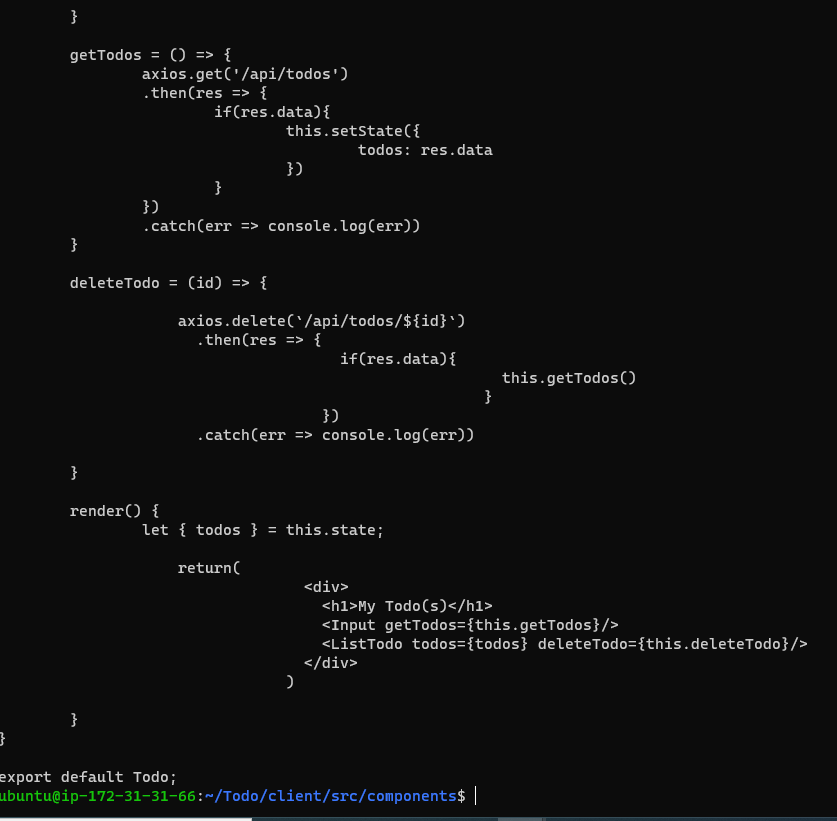 }
getTodos = () => {
axios.get('/api/todos')
.then(res => {
if(res.data){
this.setState({
todos: res.data
})
}
})
.catch(err => console.log(err))
}
deleteTodo = (id) => {
axios.delete(`/api/todos/${id}`)
.then(res => {
if(res.data){
this.getTodos()
}
})
.catch(err => console.log(err))
}
render() {
let { todos } = this.state;
return(
<div>
<h1>My Todo(s)</h1>
<Input getTodos={this.getTodos}/>
<ListTodo todos={todos} deleteTodo={this.deleteTodo}/>
</div>
)
}
}
export default Todo;
ubuntu@ip-172-31-31-66:~/Todo/client/src/components$